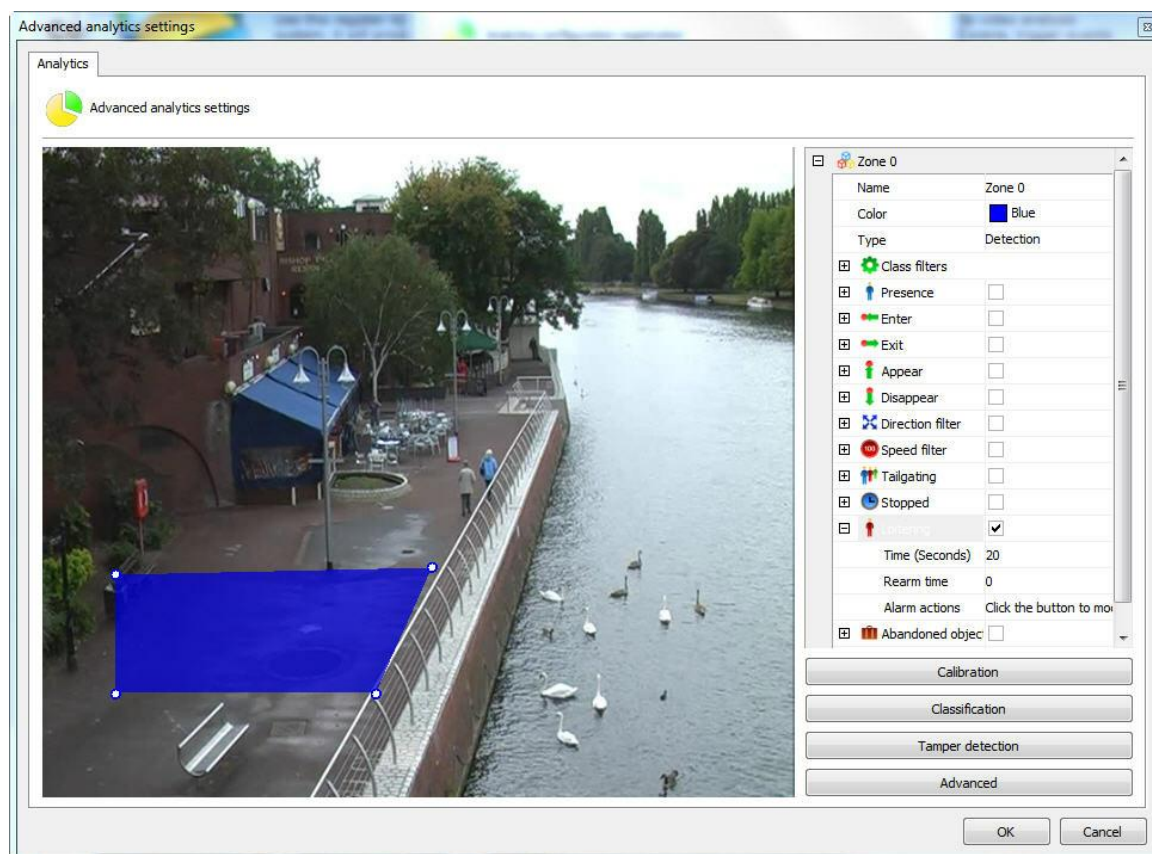 Advanced analytics settings
Analytics
Advanced analytics settings
Zone 0
Name Zone 0
Color Blue
Type Detection
Class filters
Presence
Enter
Exit
Appear
Disappear
Direction filter
100 Speed filter
Tailgating
Stopped
Loitering
Time (Seconds) 20
Rearm time 0
Alarm actions Click the button to mo
Abandoned objec
Calibration
Classification
Tamper detection
Advanced
OK Cancel